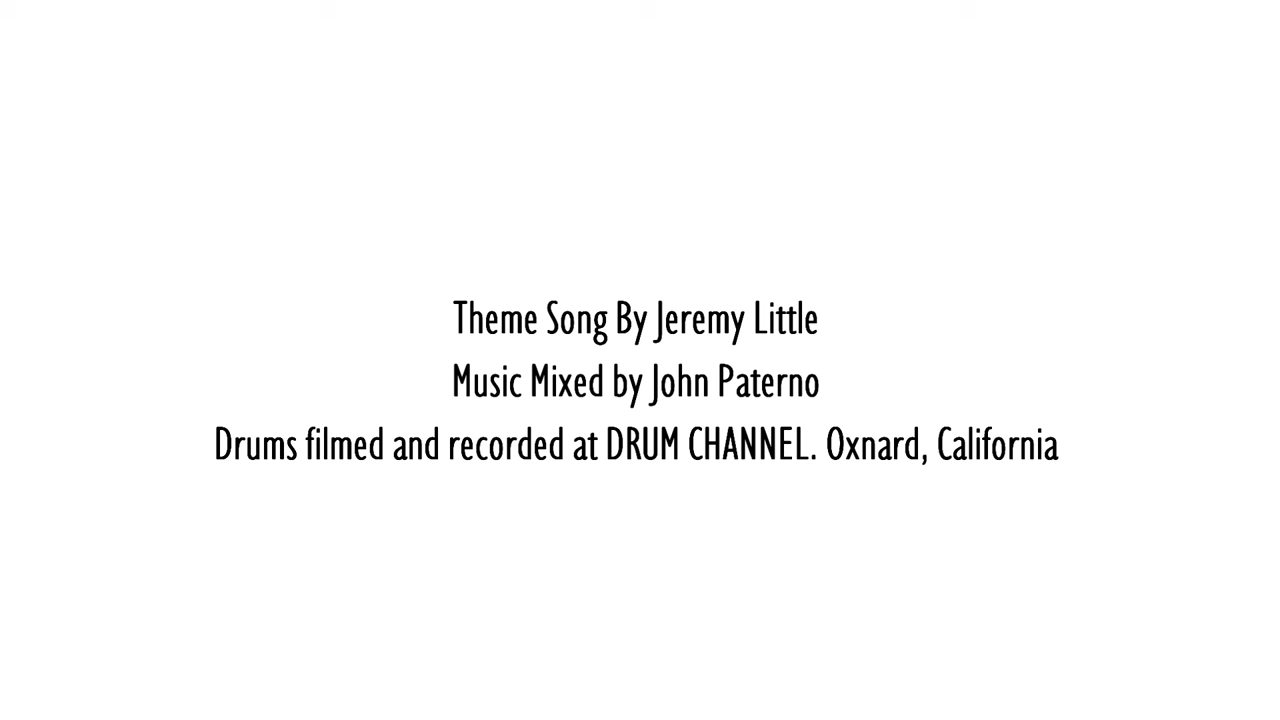 Theme Song By Jeremy Little
Music Mixed by John Paterno
Drums filmed and recorded at DRUM CHANNEL. Oxnard, California